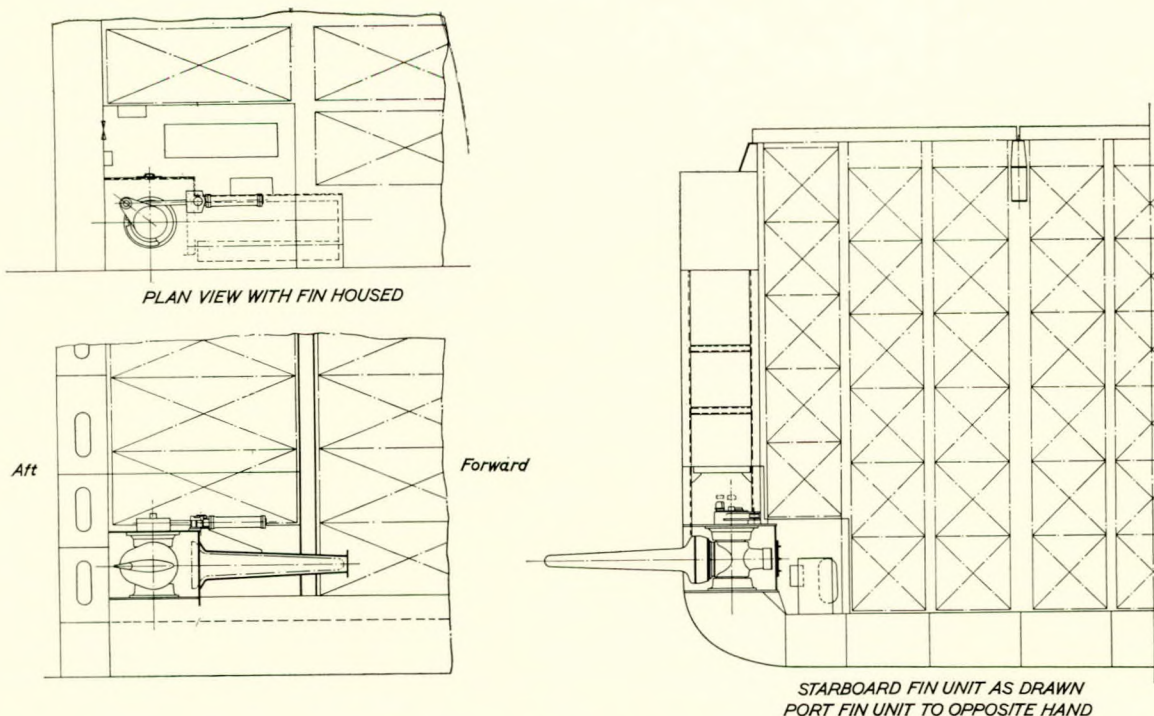 PLAN VIEW WITH FIN HOUSED
Aft
Forward
STARBOARD FIN UNIT AS DRAWN
PORT FIN UNIT TO OPPOSITE HAND